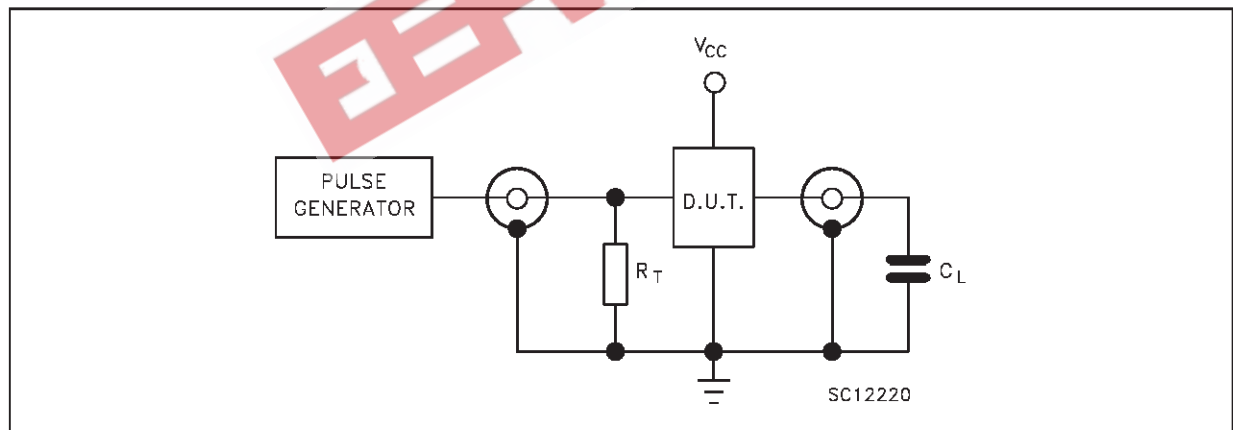 VCC
PULSE
GENERATOR
D.U.T.
RT
CL
SC12220